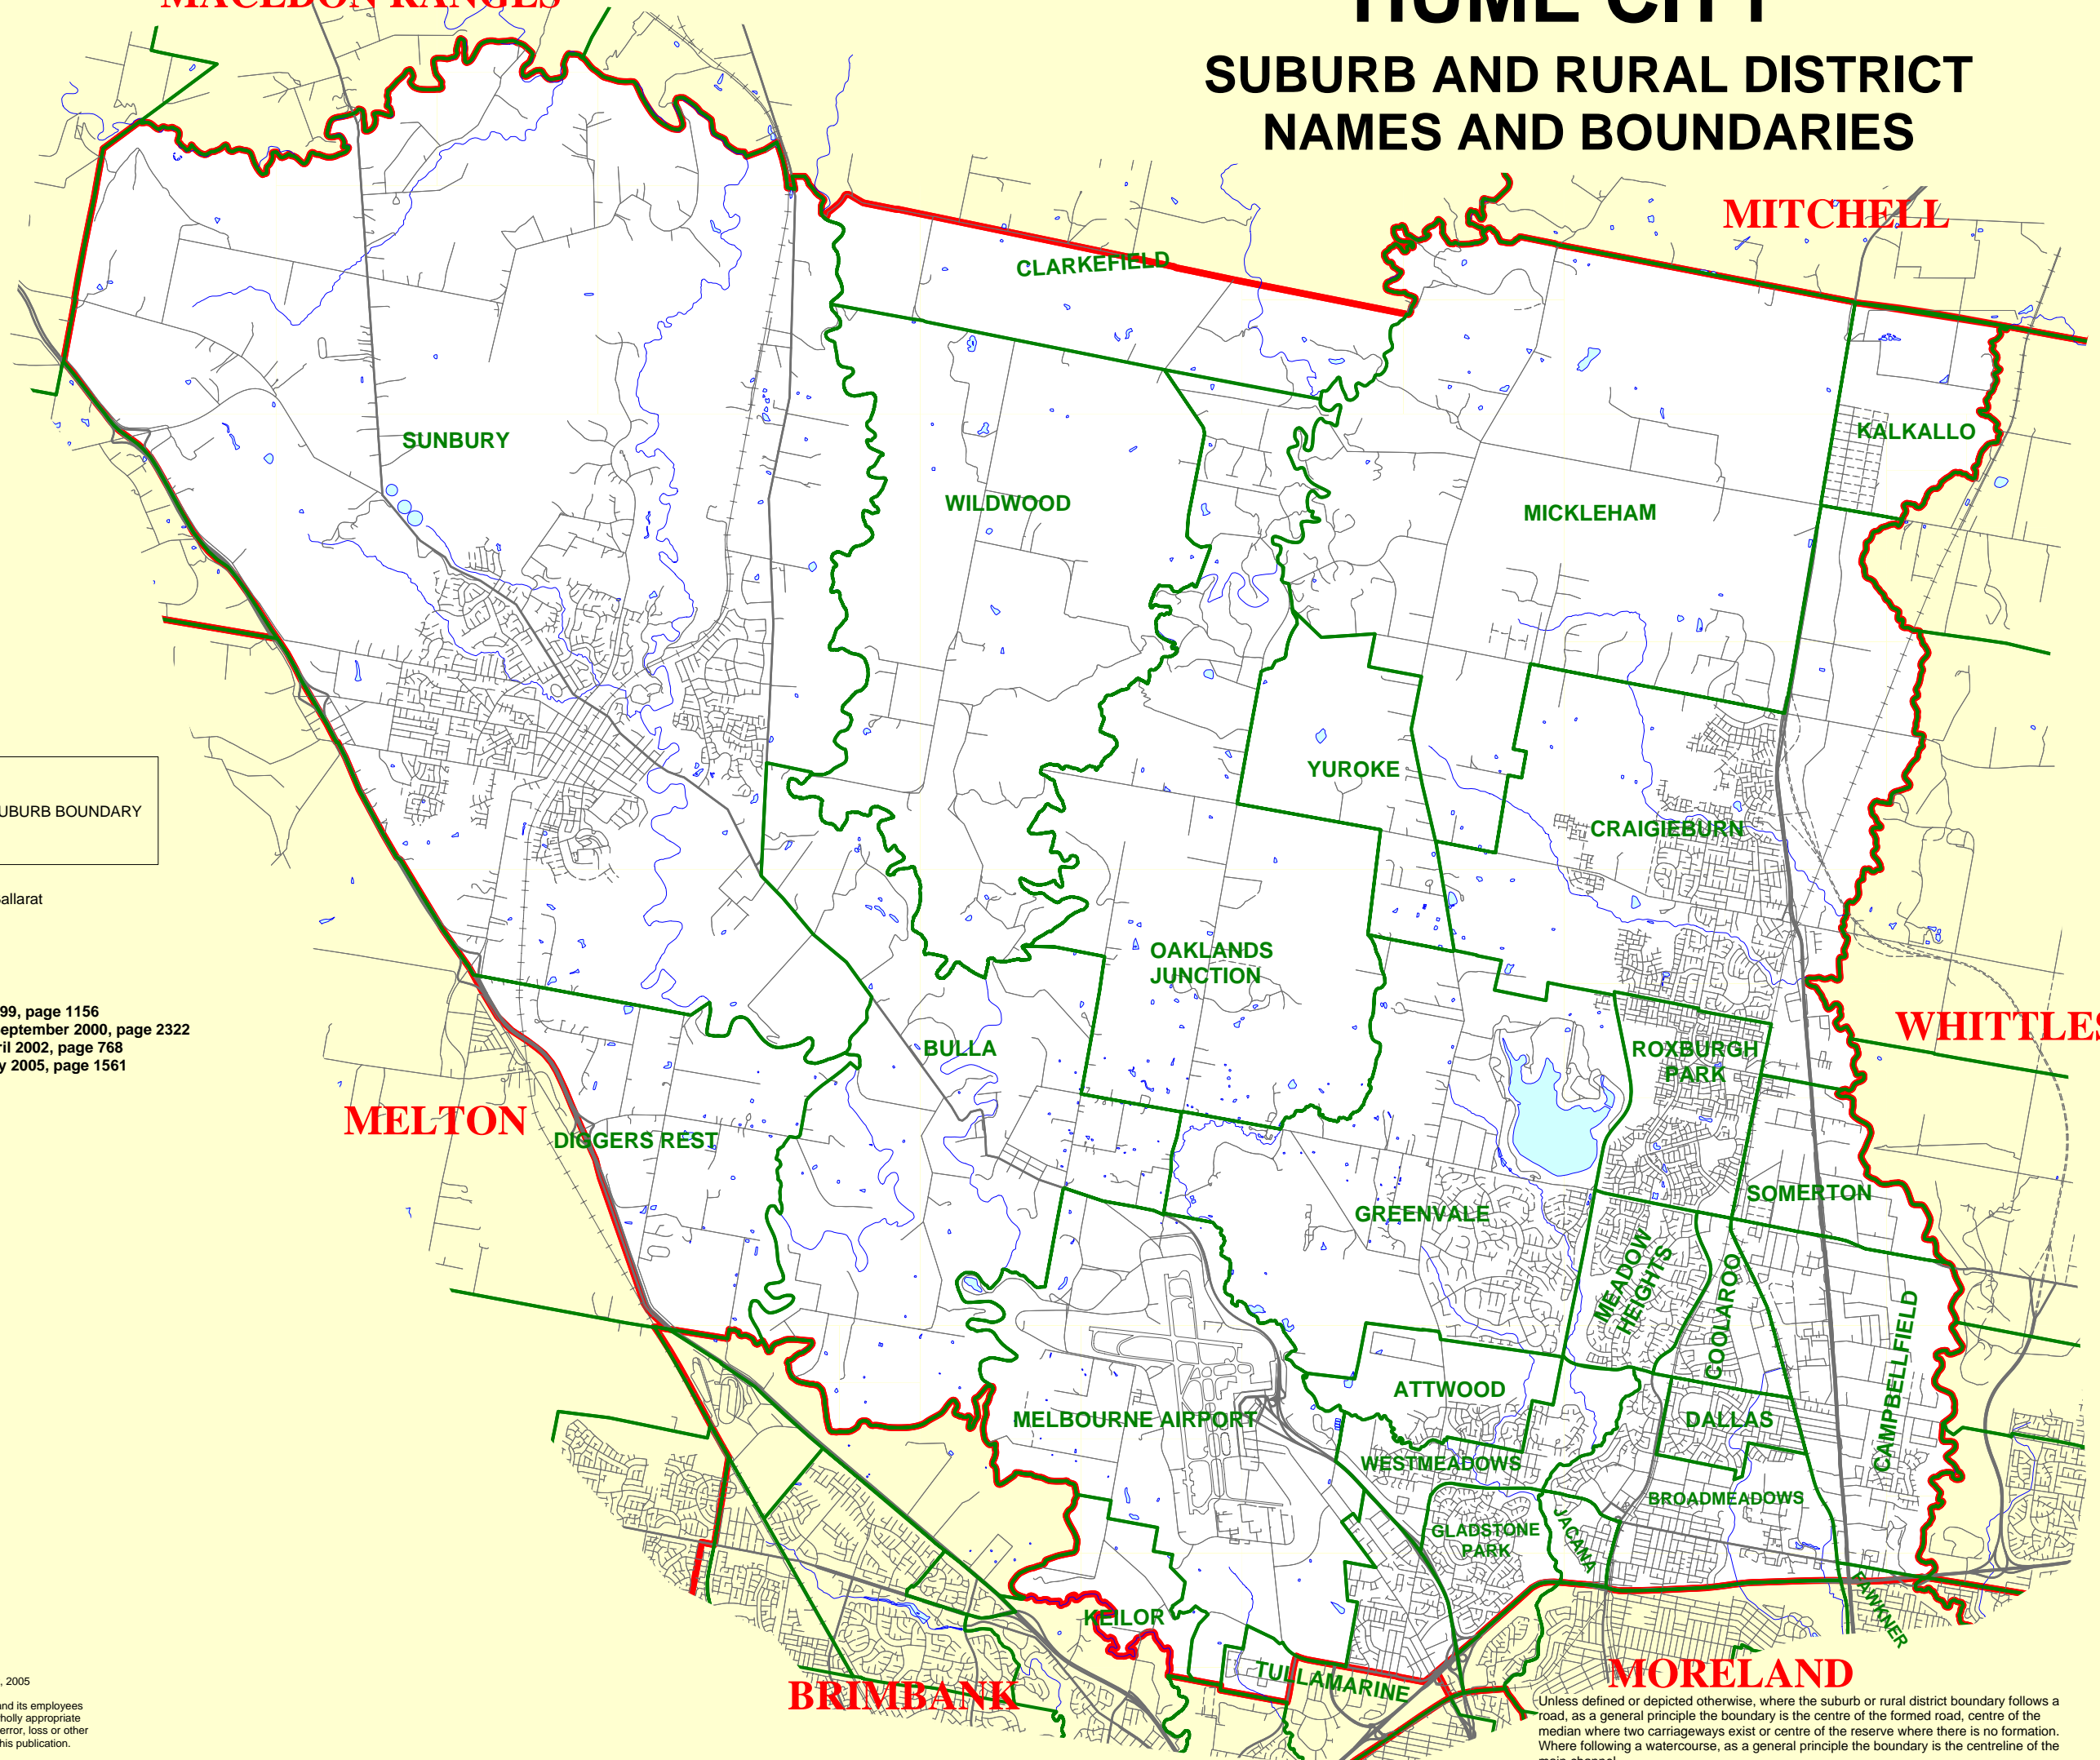 MACEDON RANGES
HUME CITY
SUBURB AND RURAL DISTRICT
NAMES AND BOUNDARIES
MITCHELL
CLARKEFIELD
SUNBURY
KALKALLO
WILDWOOD
MICKLEHAM
YUROKE
UBURB BOUNDARY
CRAIGIEBURN
allarat
OAKLANDS
JUNCTION
99, page 1156
eptember 2000, page 2322
ril 2002, page 768
y 2005, page 1561
WHITTLES
BULLA
ROXBURGH
PARK
MELTON
DIGGERS REST
SOMERTON
GREENVALE
MEADOW
HEIGHTS
COOLAROO
CAMPBELLFIELD
ATTWOOD
MELBOURNE AIRPORT
DALLAS
WESTMEADOWS
BROADMEADOWS
GLADSTONE
PARK
JACANA
FAWKNER
KEILOR
TULLAMARINE
MORELAND
BRIMBANK
, 2005
nd its employees
holly appropriate
error, loss or other
this publication.
Unless defined or depicted otherwise, where the suburb or rural district boundary follows a
road, as a general principle the boundary is the centre of the formed road, centre of the
median where two carriageways exist or centre of the reserve where there is no formation.
Where following a watercourse, as a general principle the boundary is the centreline of the
main channel